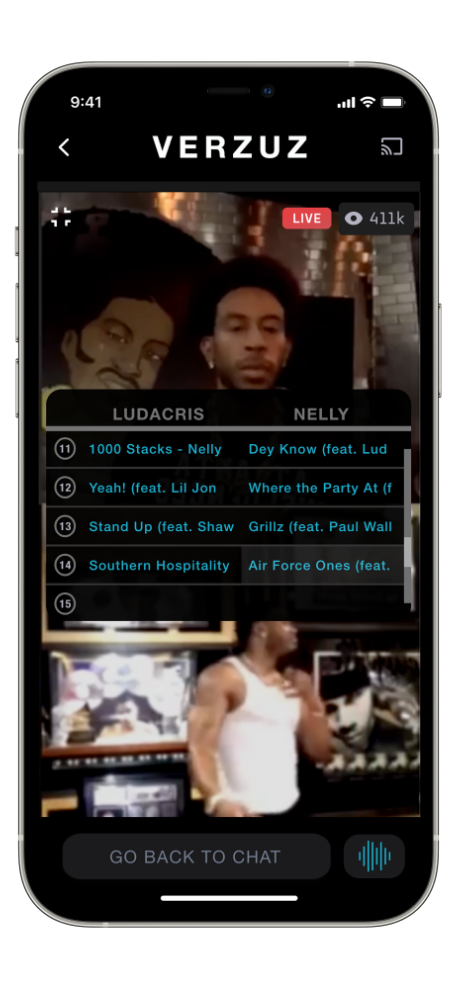 9:41
VERZUZ
LIVE 411k
LUDACRIS NELLY
11 1000 Stacks - Nelly Dey Know (feat. Lud
12 Yeah! (feat. Lil Jon Where the Party At (f
13 Stand Up (feat. Shaw Grillz (feat. Paul Wall
14 Southern Hospitality Air Force Ones (feat.
15
GO BACK TO CHAT